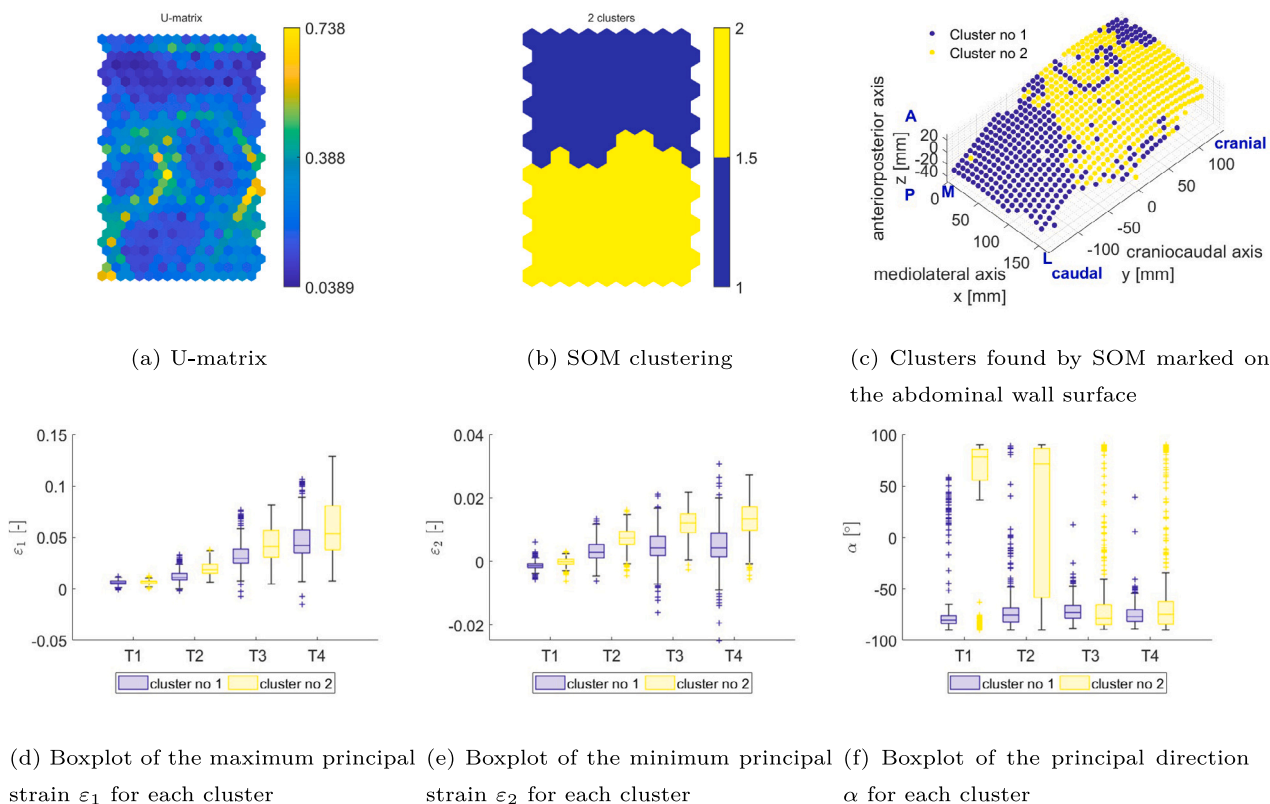 U-matrix
0.738
0.388
0.0389
(a) U-matrix
2 clusters
2
1.5
1
(b) SOM clustering
Cluster no 1
Cluster no 2
anteriorposterior axis
z [mm]
A
P
20
0
-20
-40
M
0
50
100
150
mediolateral axis
x [mm]
L
caudal
-100
-50
0
50
100
cranial
craniocaudal axis
y [mm]
(c) Clusters found by SOM marked on
the abdominal wall surface
0.15
0.1
0.05
0
-0.05
ε1 [-]
T1 T2 T3 T4
cluster no 1 cluster no 2
(d) Boxplot of the maximum principal
strain ε1 for each cluster
0.04
0.02
0
-0.02
ε2 [-]
T1 T2 T3 T4
cluster no 1 cluster no 2
(e) Boxplot of the minimum principal
strain ε2 for each cluster
100
50
0
-50
-100
α [°]
T1 T2 T3 T4
cluster no 1 cluster no 2
(f) Boxplot of the principal direction
α for each cluster